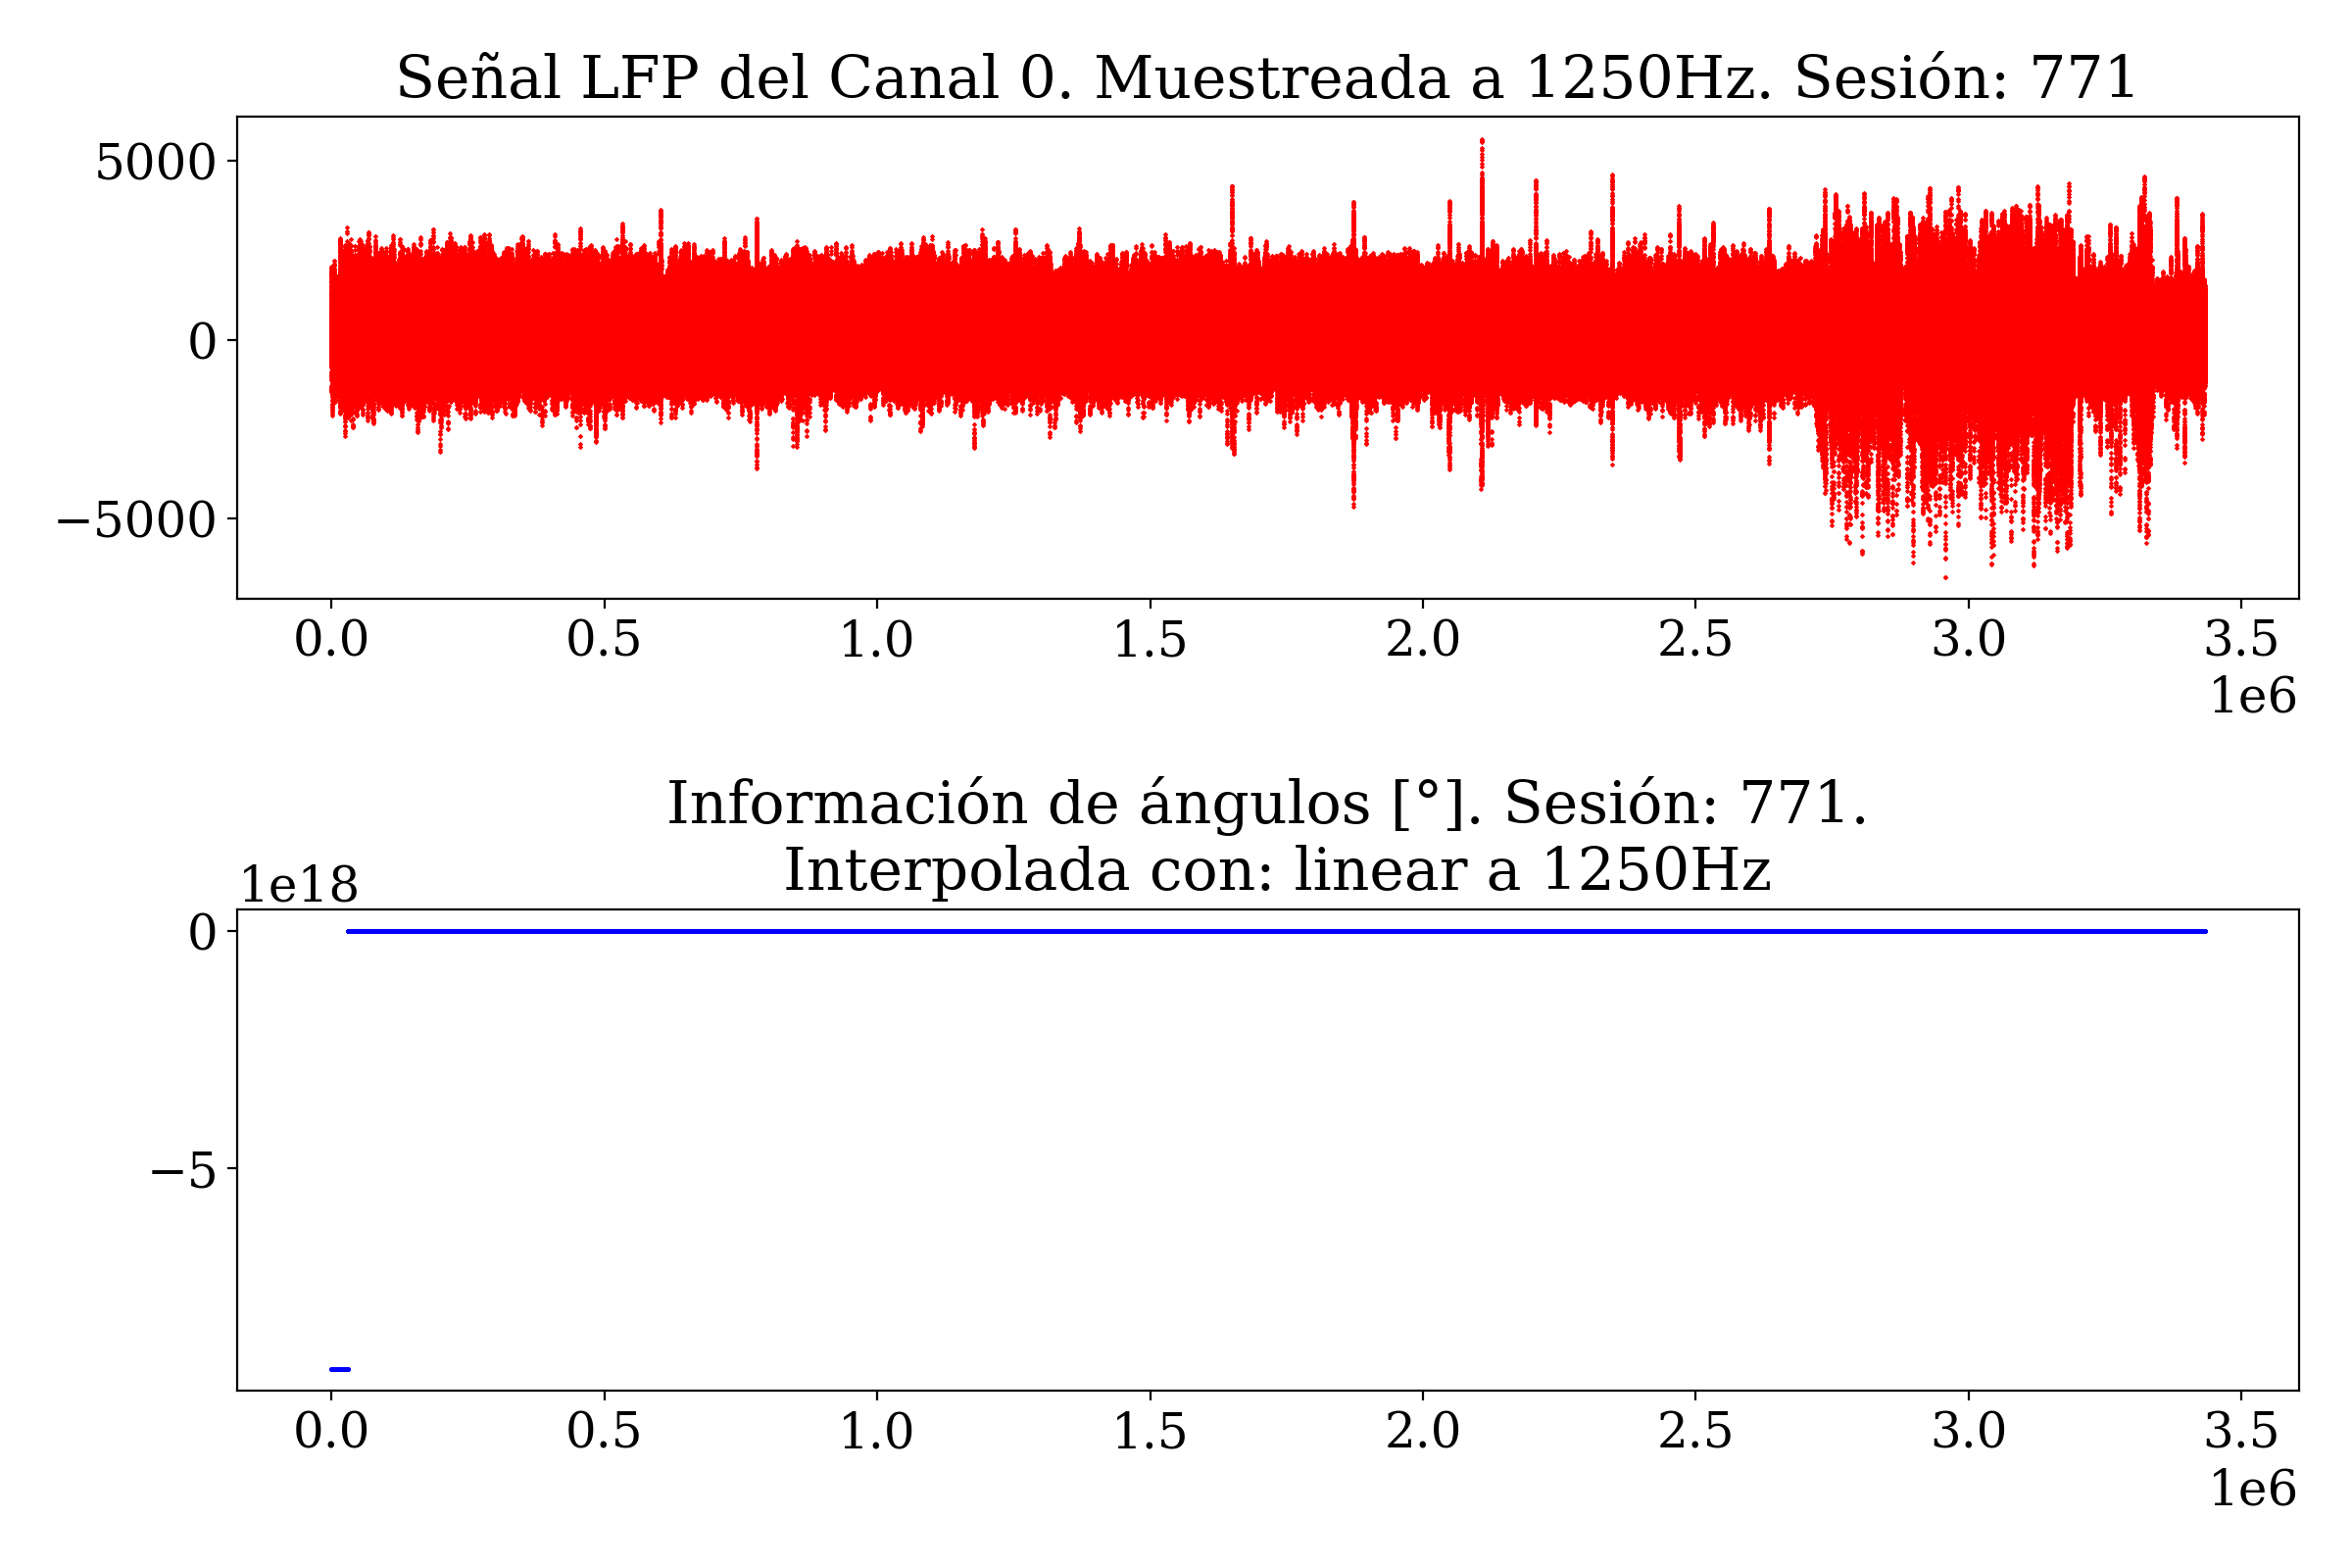 Señal LFP del Canal 0. Muestreada a 1250Hz. Sesión: 771
5000
0
−5000
0.0 0.5 1.0 1.5 2.0 2.5 3.0 3.5
1e6
Información de ángulos [°]. Sesión: 771.
Interpolada con: linear a 1250Hz
1e18
0
−5
0.0 0.5 1.0 1.5 2.0 2.5 3.0 3.5
1e6